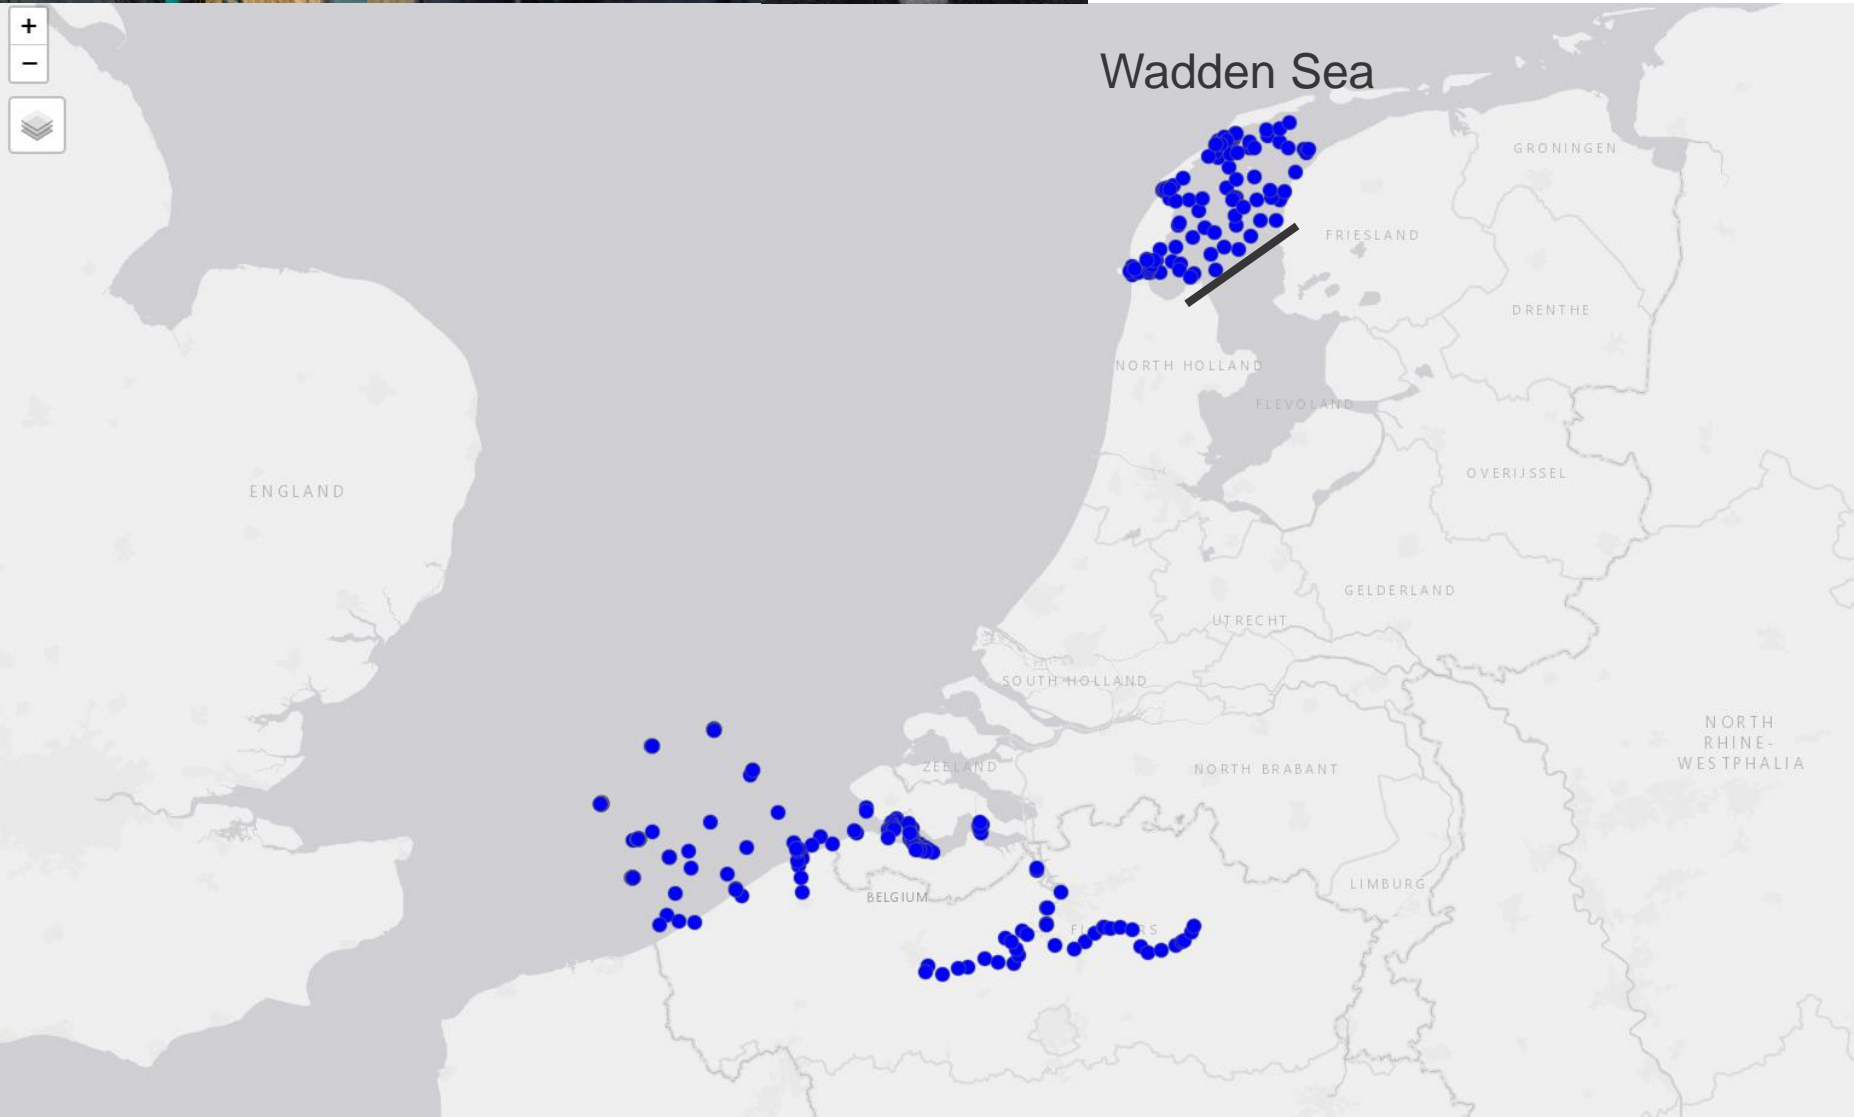 +
−
Wadden Sea
GRONINGEN
FRIESLAND
DRENTHE
NORTH HOLLAND
FLEVOLAND
OVERIJSSEL
ENGLAND
GELDERLAND
UTRECHT
SOUTH HOLLAND
NORTH
RHINE-
WESTPHALIA
ZEELAND
NORTH BRABANT
LIMBURG
BELGIUM